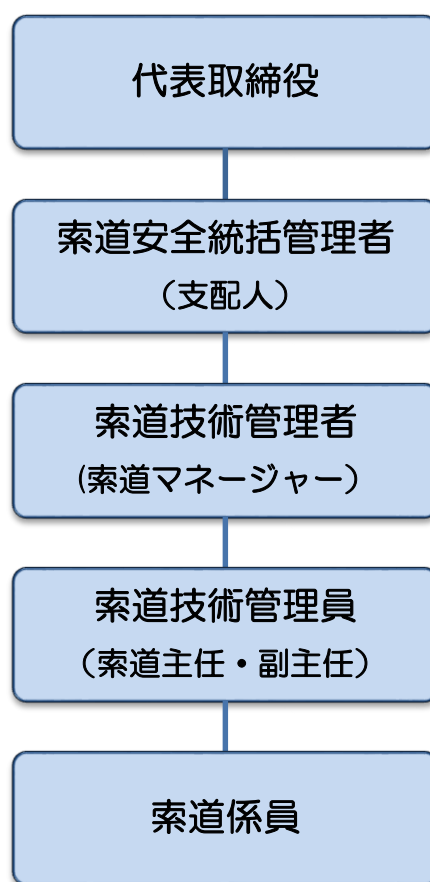 代表取締役
索道安全統括管理者
（支配人）
索道技術管理者
(索道マネージャー）
索道技術管理員
（索道主任・副主任）
索道係員